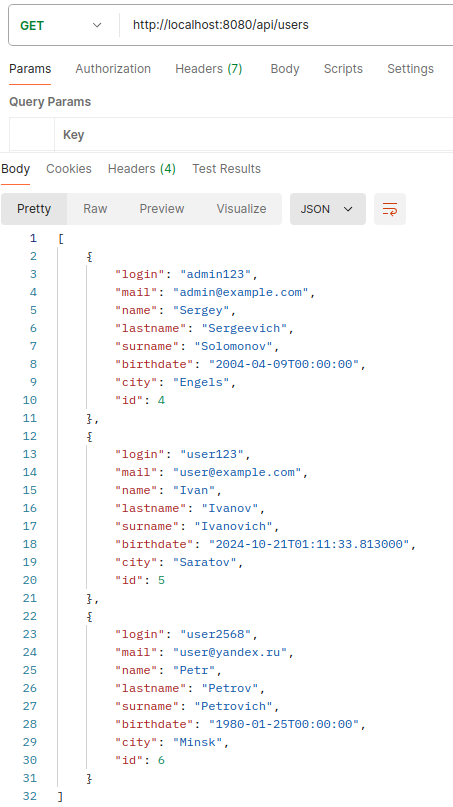 GET http://localhost:8080/api/users
Params Authorization Headers (7) Body Scripts Settings
Query Params
Key
Body Cookies Headers (4) Test Results
Pretty Raw Preview Visualize JSON
1 [
2 {
3 "login": "admin123",
4 "mail": "admin@example.com",
5 "name": "Sergey",
6 "lastname": "Sergeevich",
7 "surname": "Solomonov",
8 "birthdate": "2004-04-09T00:00:00",
9 "city": "Engels",
10 "id": 4
11 },
12 {
13 "login": "user123",
14 "mail": "user@example.com",
15 "name": "Ivan",
16 "lastname": "Ivanov",
17 "surname": "Ivanovich",
18 "birthdate": "2024-10-21T01:11:33.813000",
19 "city": "Saratov",
20 "id": 5
21 },
22 {
23 "login": "user2568",
24 "mail": "user@yandex.ru",
25 "name": "Petr",
26 "lastname": "Petrov",
27 "surname": "Petrovich",
28 "birthdate": "1980-01-25T00:00:00",
29 "city": "Minsk",
30 "id": 6
31 }
32 ]